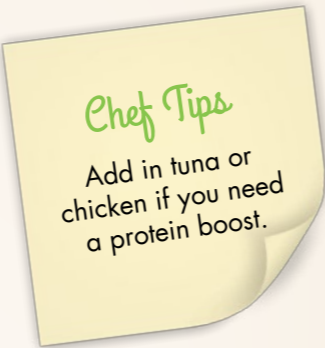 Chef Tips
Add in tuna or
chicken if you need
a protein boost.